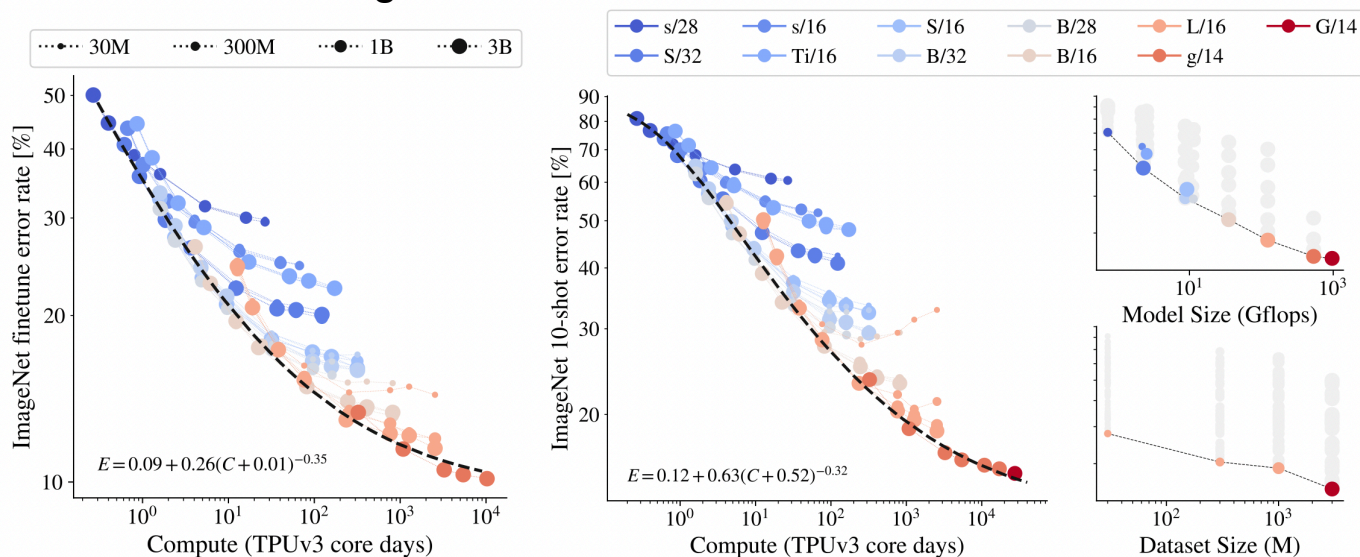 30M 300M 1B 3B
s/28 s/16 S/16 B/28 L/16 G/14
S/32 Ti/16 B/32 B/16 g/14
ImageNet finetune error rate [%]
50
40
30
20
10
E = 0.09 + 0.26(C + 0.01)^{-0.35}
10^0 10^1 10^2 10^3 10^4
Compute (TPUv3 core days)
ImageNet 10-shot error rate [%]
90
80
70
60
50
40
30
20
E = 0.12 + 0.63(C + 0.52)^{-0.32}
10^0 10^1 10^2 10^3 10^4
Compute (TPUv3 core days)
10^1 10^3
Model Size (Gflops)
10^2 10^3
Dataset Size (M)